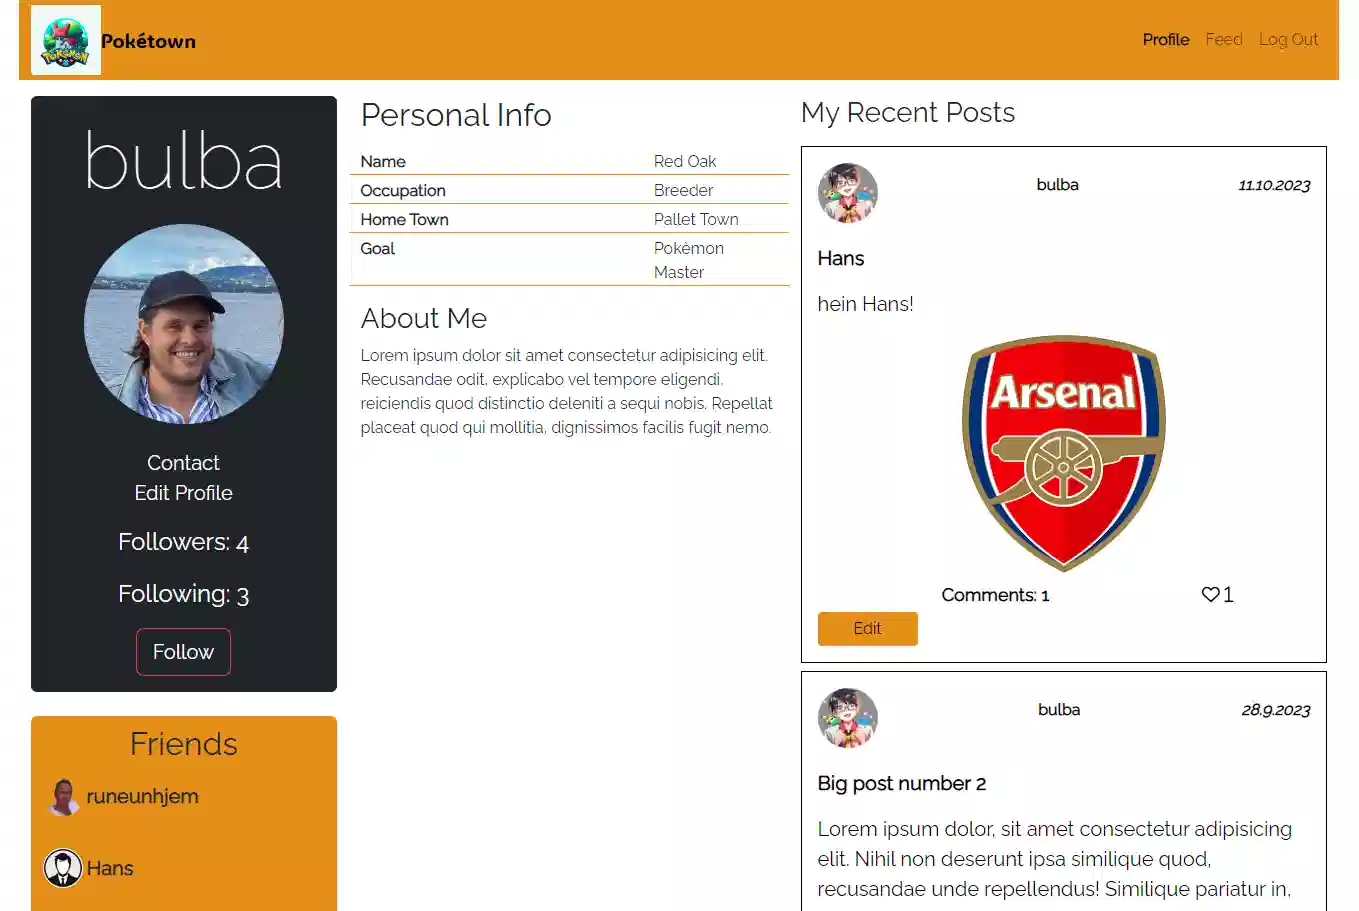 POKÉMON
Pokétown
Profile
Feed
Log Out
bulba
Contact
Edit Profile
Followers: 4
Following: 3
Follow
Friends
runeunhjem
Hans
Personal Info
Name Red Oak
Occupation Breeder
Home Town Pallet Town
Goal Pokémon
Master
About Me
Lorem ipsum dolor sit amet consectetur adipisicing elit.
Recusandae odit, explicabo vel tempore eligendi,
reiciendis quod distinctio deleniti a sequi nobis. Repellat
placeat quod qui mollitia, dignissimos facilis fugit nemo.
My Recent Posts
bulba
11.10.2023
Hans
hein Hans!
Arsenal
Comments: 1
1
Edit
bulba
28.9.2023
Big post number 2
Lorem ipsum dolor, sit amet consectetur adipisicing
elit. Nihil non deserunt ipsa similique quod,
recusandae unde repellendus! Similique pariatur in,